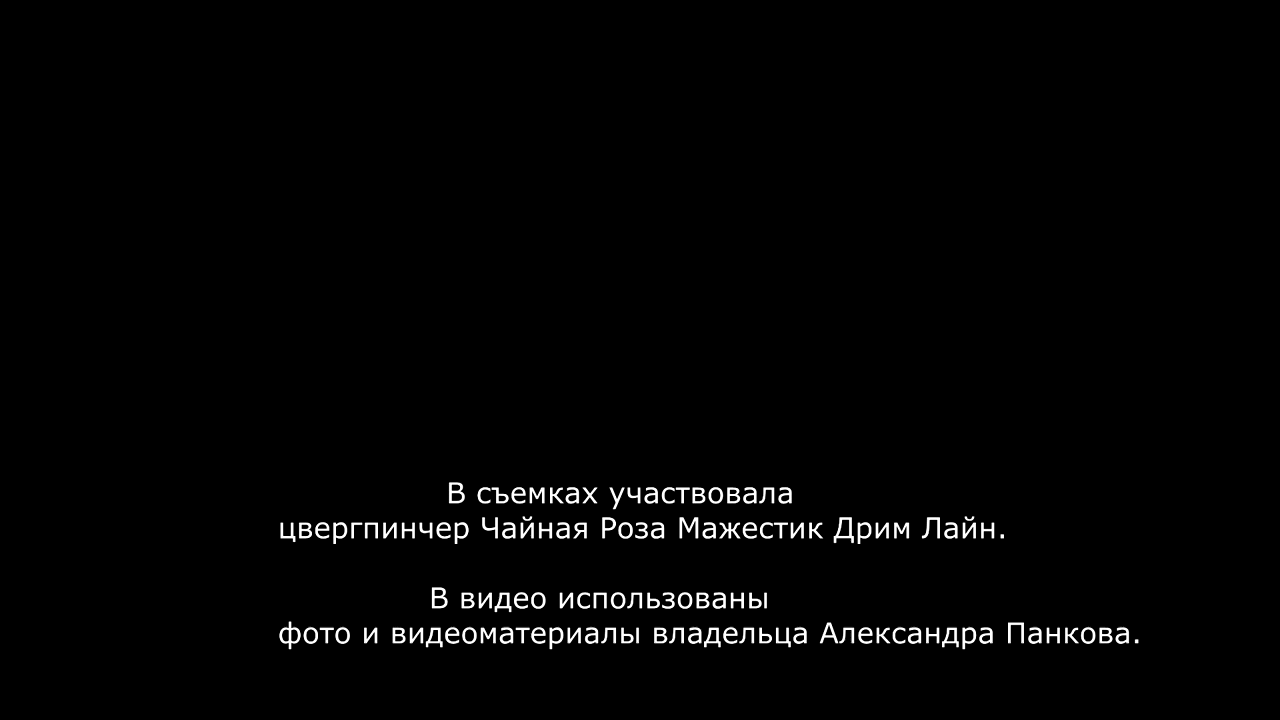 В съемках участвовала
цвергпинчер Чайная Роза Мажестик Дрим Лайн.
В видео использованы
фото и видеоматериалы владельца Александра Панкова.